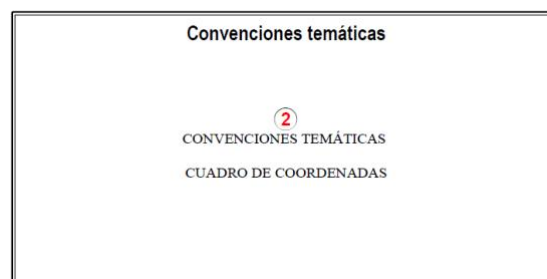 Convenciones temáticas
2
CONVENCIONES TEMÁTICAS
CUADRO DE COORDENADAS